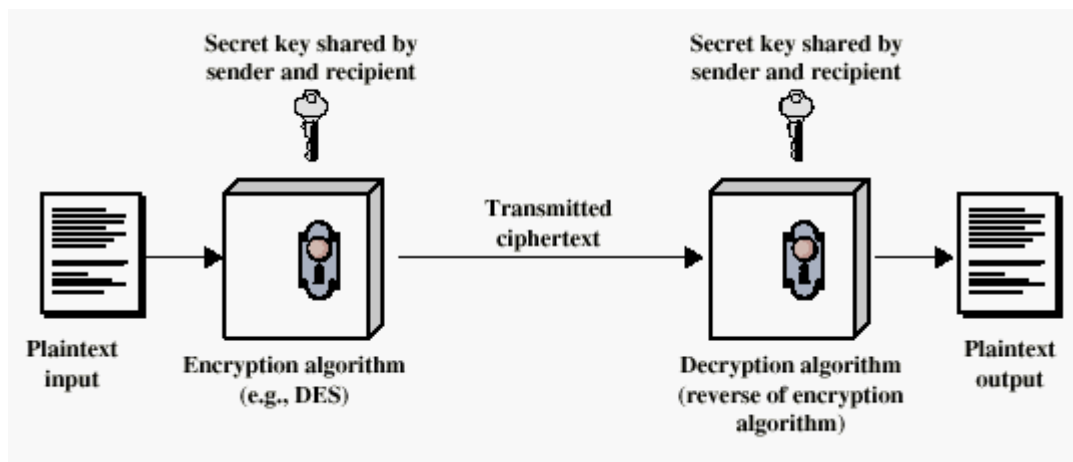 Secret key shared by
sender and recipient
Secret key shared by
sender and recipient
Transmitted
ciphertext
Plaintext
input
Encryption algorithm
(e.g., DES)
Decryption algorithm
(reverse of encryption
algorithm)
Plaintext
output